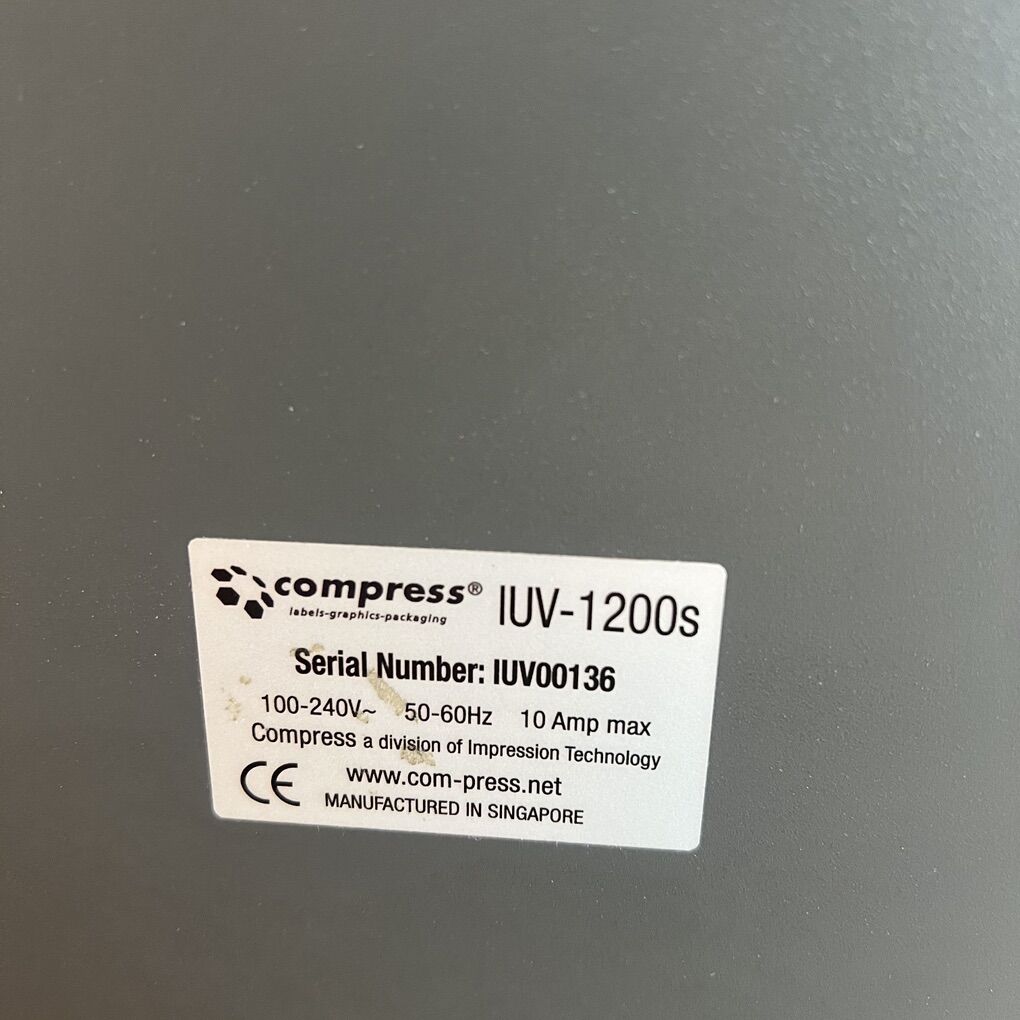 compress® IUV-1200s
labels-graphics-packaging
Serial Number: IUV00136
100-240V~ 50-60Hz 10 Amp max
Compress a division of Impression Technology
www.com-press.net
CE MANUFACTURED IN SINGAPORE